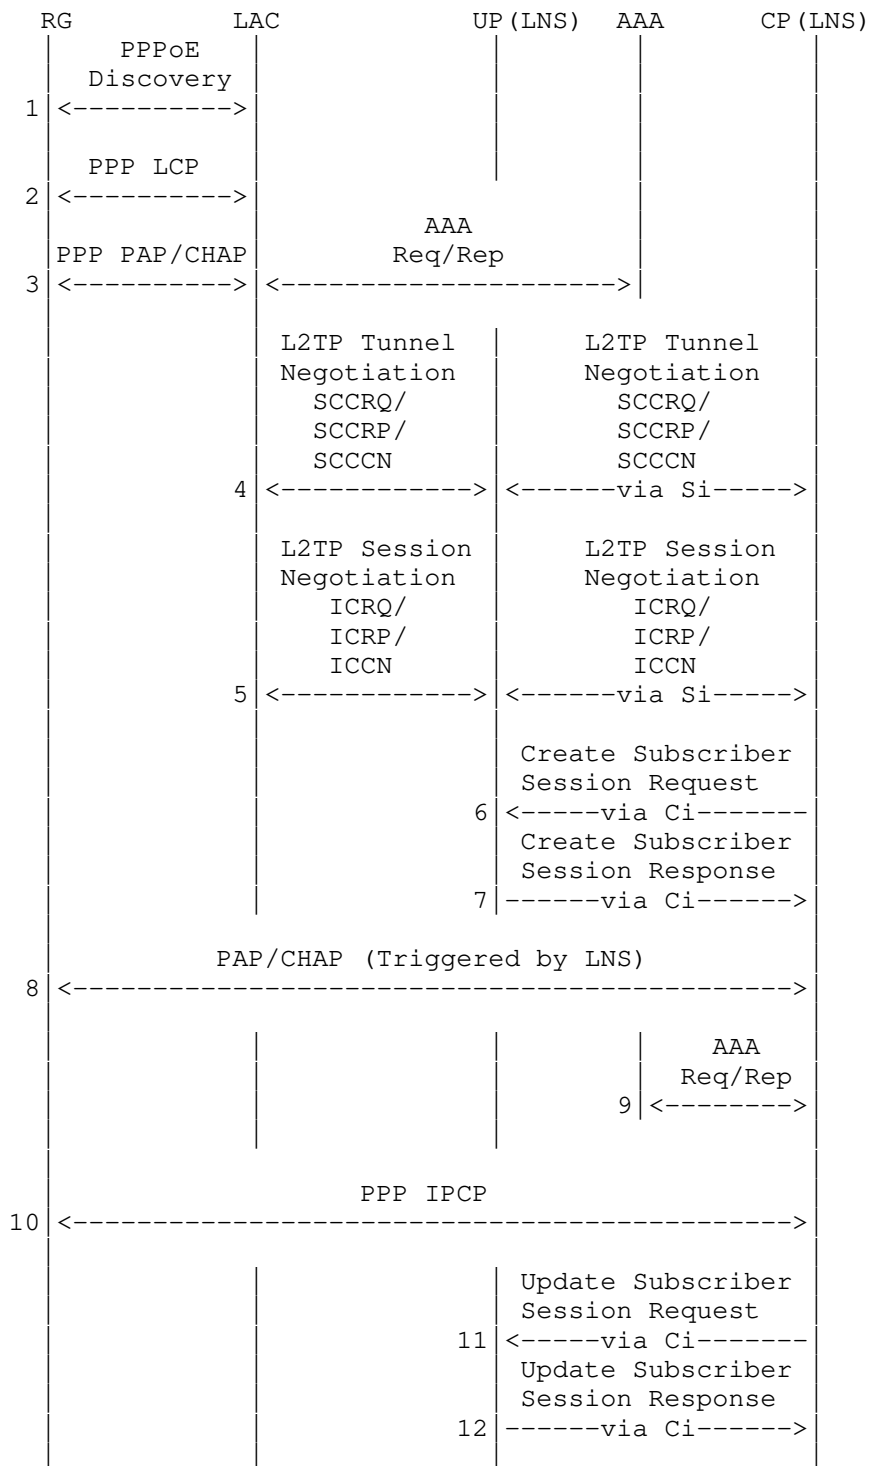 RG          LAC             UP(LNS)  AAA      CP(LNS)
PPPoE
Discovery
1 <---------->
PPP LCP
2 <---------->
AAA
PPP PAP/CHAP         Req/Rep
3 <----------> <--------------------->
L2TP Tunnel        L2TP Tunnel
Negotiation        Negotiation
SCCRQ/             SCCRQ/
SCCRP/             SCCRP/
SCCCN              SCCCN
4 <------------> <------via Si----->
L2TP Session       L2TP Session
Negotiation        Negotiation
ICRQ/              ICRQ/
ICRP/              ICRP/
ICCN               ICCN
5 <------------> <------via Si----->
Create Subscriber
Session Request
6 <-----via Ci-------
Create Subscriber
Session Response
7 ------via Ci------>
PAP/CHAP (Triggered by LNS)
8 <--------------------------------------------->
AAA
Req/Rep
9 <-------->
PPP IPCP
10 <--------------------------------------------->
Update Subscriber
Session Request
11 <-----via Ci-------
Update Subscriber
Session Response
12 ------via Ci------>